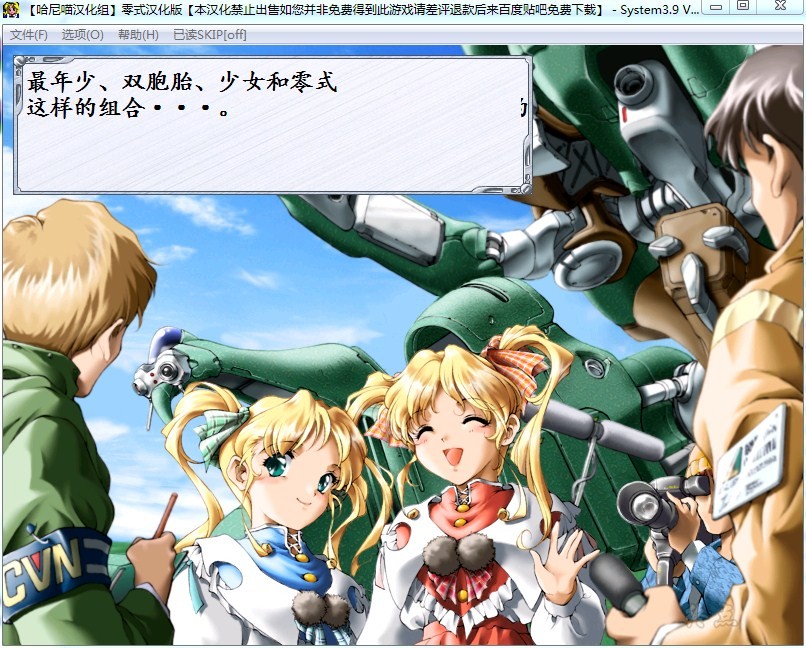 【哈尼喵汉化组】零式汉化版【本汉化禁止出售如您并非免费得到此游戏请差评退款后来百度贴吧免费下载】 - System3.9 V...
文件(F) 选项(O) 帮助(H) 已读SKIP[off]
最年少、双胞胎、少女和零式
这样的组合・・・。
CVN